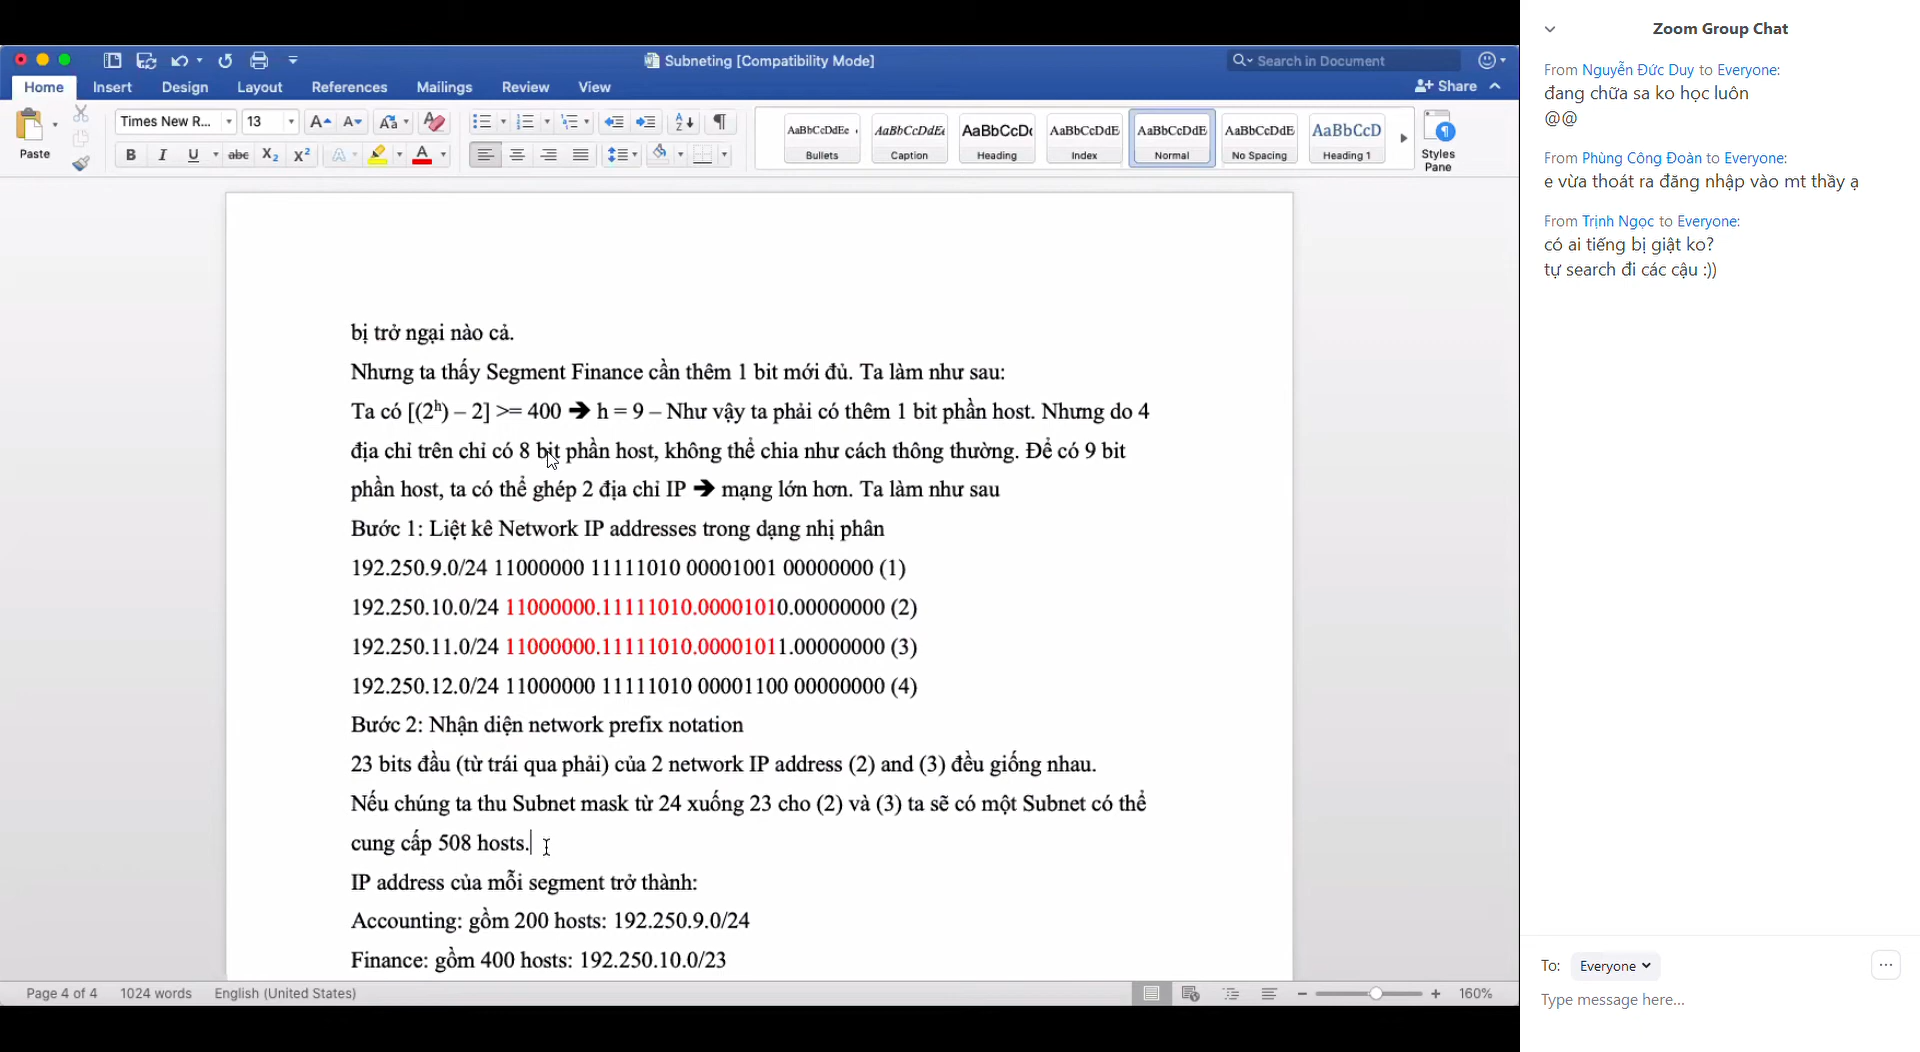 Subneting [Compatibility Mode]
Search in Document
Home Insert Design Layout References Mailings Review View
Share
Paste
Times New R... 13
AaBbCcDdEe Bullets
AaBbCcDdEe Caption
AaBbCcDc Heading
AaBbCcDdE Index
AaBbCcDdE Normal
AaBbCcDdE No Spacing
AaBbCcD Heading 1
Styles Pane
bị trở ngại nào cả.
Nhưng ta thấy Segment Finance cần thêm 1 bit mới đủ. Ta làm như sau:
Ta có [(2ʰ) – 2] >= 400 ➔ h = 9 – Như vậy ta phải có thêm 1 bit phần host. Nhưng do 4
địa chỉ trên chỉ có 8 bit phần host, không thể chia như cách thông thường. Để có 9 bit
phần host, ta có thể ghép 2 địa chỉ IP ➔ mạng lớn hơn. Ta làm như sau
Bước 1: Liệt kê Network IP addresses trong dạng nhị phân
192.250.9.0/24 11000000 11111010 00001001 00000000 (1)
192.250.10.0/24 11000000.11111010.00001010.00000000 (2)
192.250.11.0/24 11000000.11111010.00001011.00000000 (3)
192.250.12.0/24 11000000 11111010 00001100 00000000 (4)
Bước 2: Nhận diện network prefix notation
23 bits đầu (từ trái qua phải) của 2 network IP address (2) and (3) đều giống nhau.
Nếu chúng ta thu Subnet mask từ 24 xuống 23 cho (2) và (3) ta sẽ có một Subnet có thể
cung cấp 508 hosts.
IP address của mỗi segment trở thành:
Accounting: gồm 200 hosts: 192.250.9.0/24
Finance: gồm 400 hosts: 192.250.10.0/23
Page 4 of 4 1024 words English (United States)
160%
Zoom Group Chat
From Nguyễn Đức Duy to Everyone:
đang chữa sa ko học luôn
@@
From Phùng Công Đoàn to Everyone:
e vừa thoát ra đăng nhập vào mt thầy ạ
From Trịnh Ngọc to Everyone:
có ai tiếng bị giật ko?
tự search đi các cậu :))
To: Everyone
Type message here...